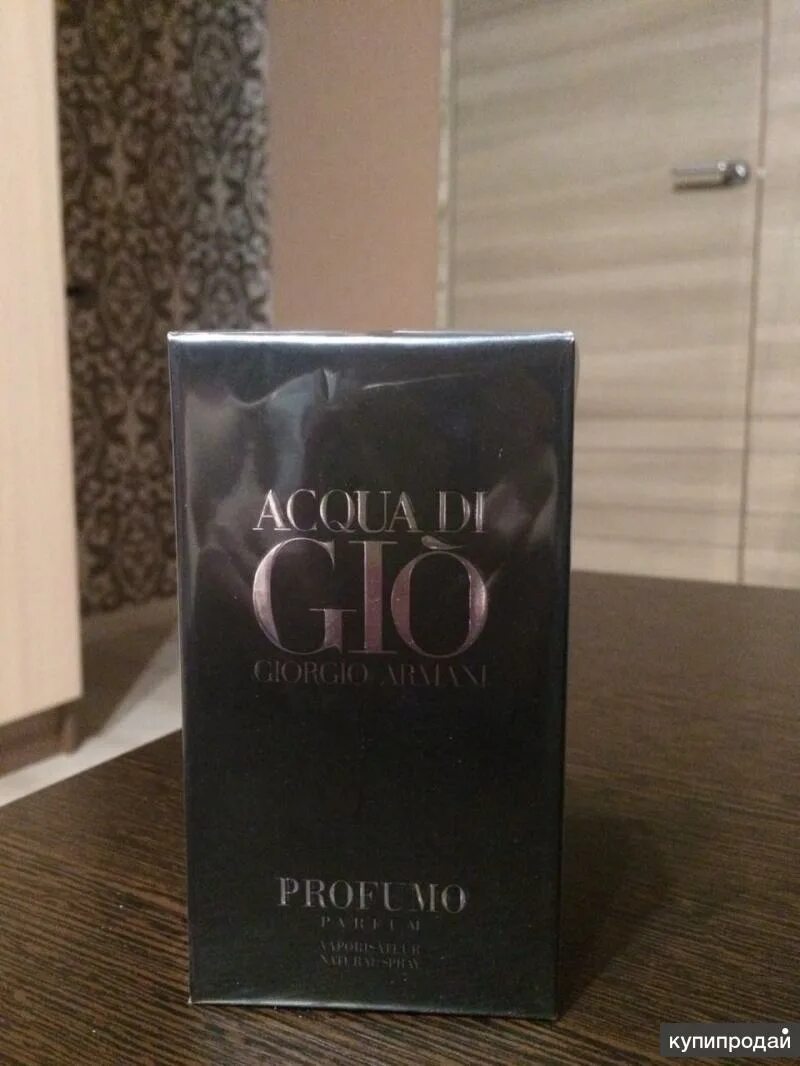 ACQUA DI
GIÒ
GIORGIO ARMANI
PROFUMO
PARFUM
VAPORISATEUR
NATURAL SPRAY
купипродай